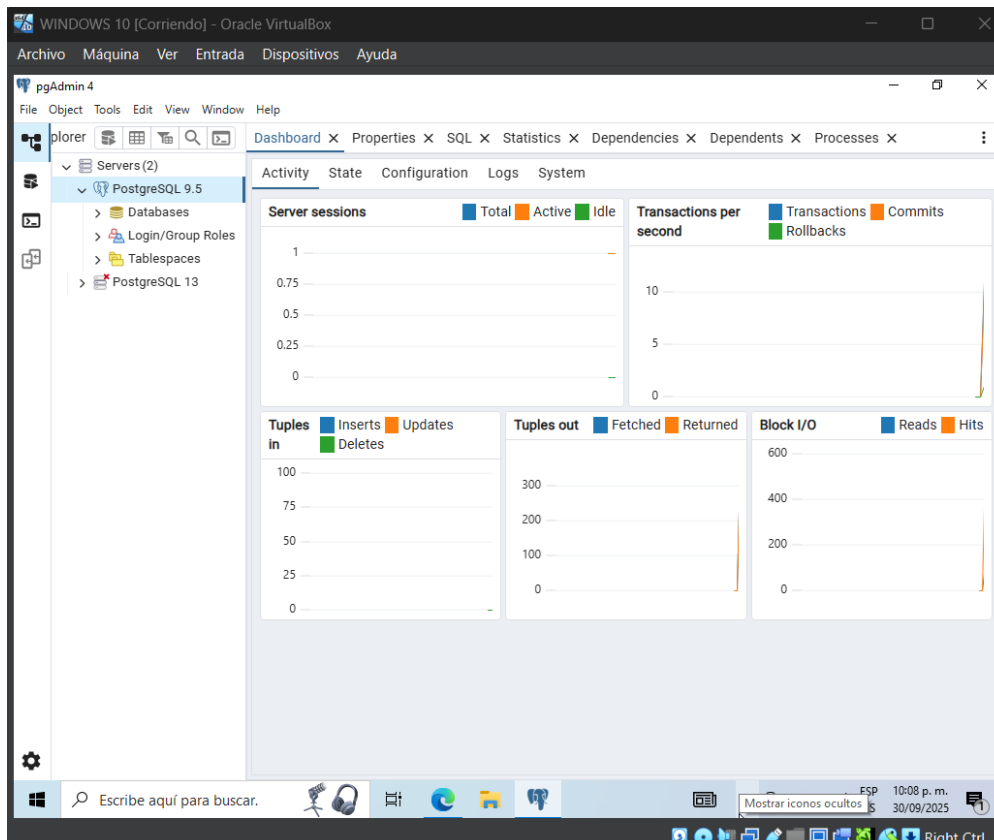 WINDOWS 10 [Corriendo] - Oracle VirtualBox
Archivo Máquina Ver Entrada Dispositivos Ayuda
pgAdmin 4
File Object Tools Edit View Window Help
plorer
Dashboard Properties SQL Statistics Dependencies Dependents Processes
Servers (2)
PostgreSQL 9.5
Databases
Login/Group Roles
Tablespaces
PostgreSQL 13
Activity State Configuration Logs System
Server sessions Total Active Idle
1
0.75
0.5
0.25
0
Transactions per second Transactions Commits
Rollbacks
10
5
0
Tuples in Inserts Updates
Deletes
100
75
50
25
0
Tuples out Fetched Returned
300
200
100
0
Block I/O Reads Hits
600
400
200
0
Escribe aquí para buscar.
Mostrar iconos ocultos
ESP
10:08 p. m.
30/09/2025
1
Right Ctrl